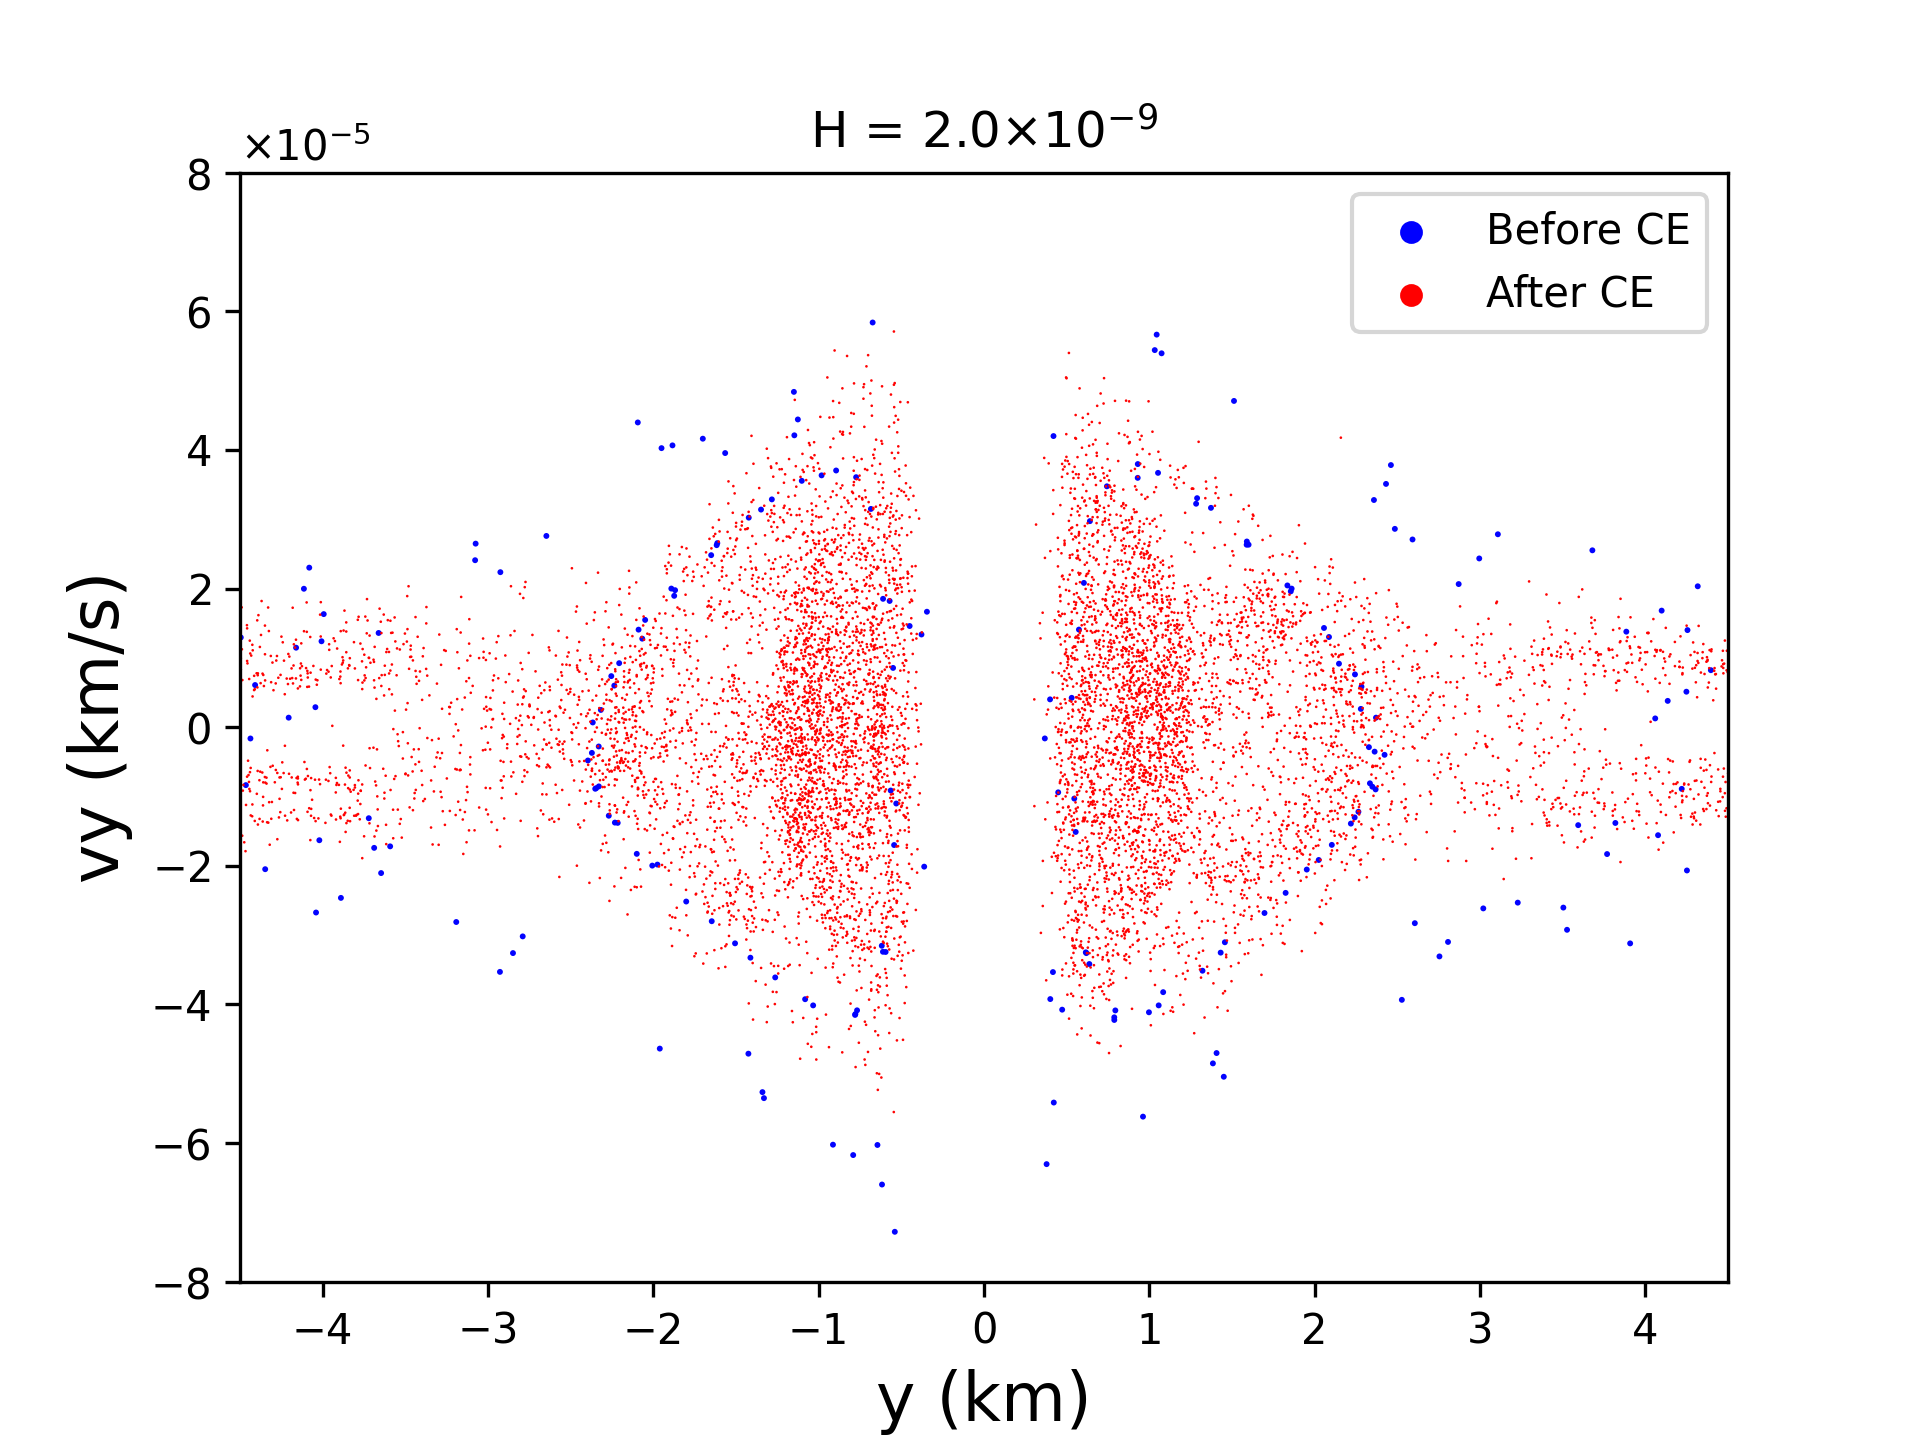 H = 2.0×10⁻⁹
×10⁻⁵
8
6
4
2
0
−2
−4
−6
−8
vy (km/s)
Before CE
After CE
−4 −3 −2 −1 0 1 2 3 4
y (km)